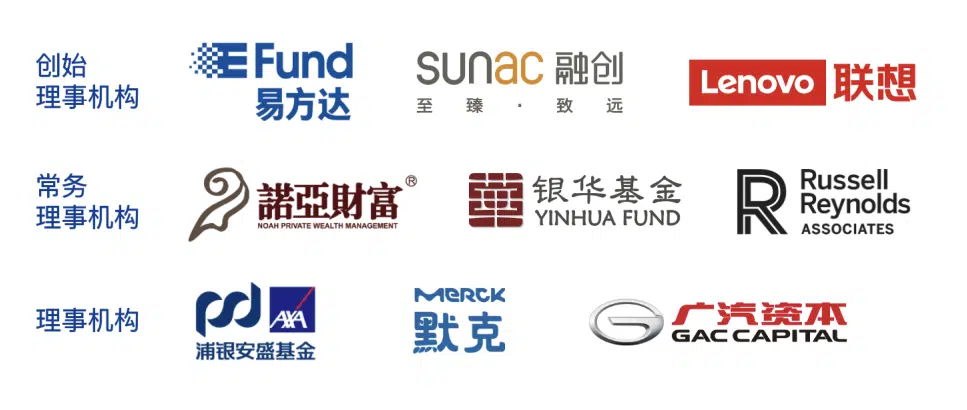 创始
理事机构
E Fund
易方达
sunac 融创
至臻·致远
Lenovo 联想
常务
理事机构
諾亞財富®
NOAH PRIVATE WEALTH MANAGEMENT
银华基金
YINHUA FUND
Russell
Reynolds
ASSOCIATES
理事机构
AXA
浦银安盛基金
MERCK
默克
广汽资本
GAC CAPITAL